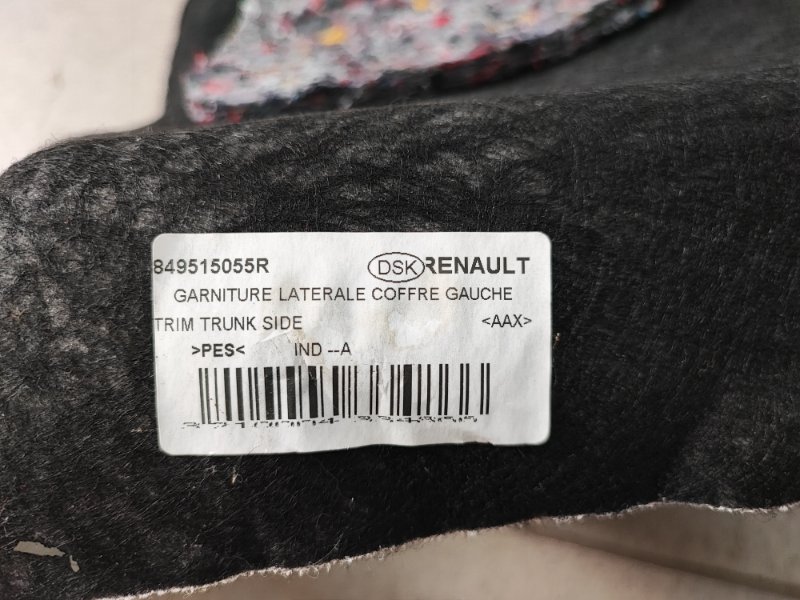 849515055R DSK RENAULT
GARNITURE LATERALE COFFRE GAUCHE
TRIM TRUNK SIDE <AAX>
>PES< IND --A